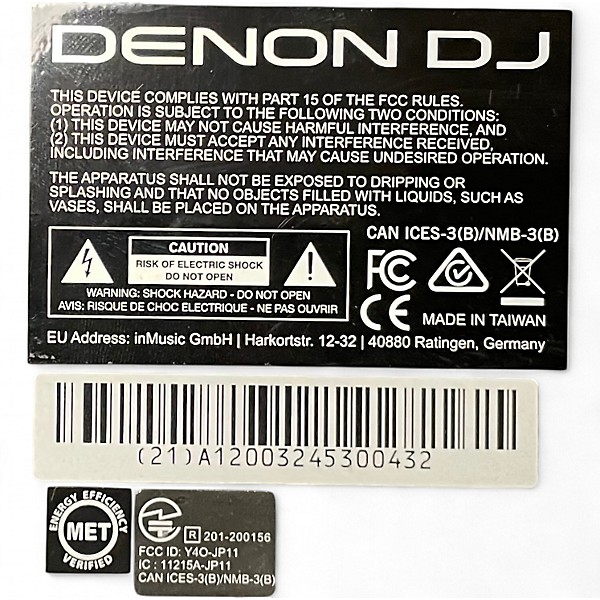 DENON DJ
THIS DEVICE COMPLIES WITH PART 15 OF THE FCC RULES.
OPERATION IS SUBJECT TO THE FOLLOWING TWO CONDITIONS:
(1) THIS DEVICE MAY NOT CAUSE HARMFUL INTERFERENCE, AND
(2) THIS DEVICE MUST ACCEPT ANY INTERFERENCE RECEIVED,
INCLUDING INTERFERENCE THAT MAY CAUSE UNDESIRED OPERATION.
THE APPARATUS SHALL NOT BE EXPOSED TO DRIPPING OR
SPLASHING AND THAT NO OBJECTS FILLED WITH LIQUIDS, SUCH AS
VASES, SHALL BE PLACED ON THE APPARATUS.
CAUTION
RISK OF ELECTRIC SHOCK
DO NOT OPEN
WARNING: SHOCK HAZARD - DO NOT OPEN
AVIS: RISQUE DE CHOC ELECTRIQUE - NE PAS OUVRIR
CAN ICES-3(B)/NMB-3(B)
FC
CE
MADE IN TAIWAN
EU Address: inMusic GmbH | Harkortstr. 12-32 | 40880 Ratingen, Germany
(21)A12003245300432
ENERGY EFFICIENCY
MET
VERIFIED
R 201-200156
FCC ID: Y4O-JP11
IC : 11215A-JP11
CAN ICES-3(B)/NMB-3(B)